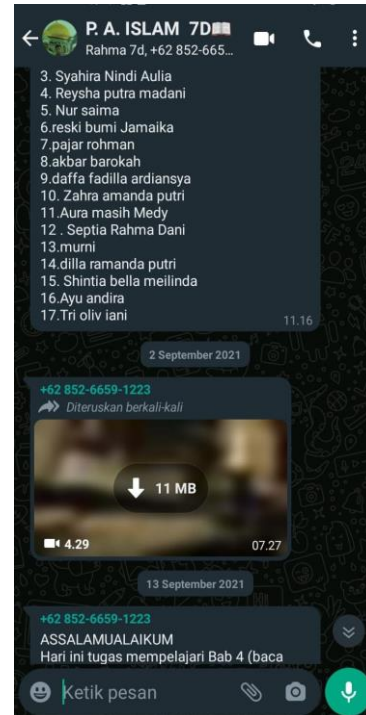 P. A. ISLAM 7D📖
Rahma 7d, +62 852-665...
3. Syahira Nindi Aulia
4. Reysha putra madani
5. Nur saima
6.reski bumi Jamaika
7.pajar rohman
8.akbar barokah
9.daffa fadilla ardiansya
10. Zahra amanda putri
11.Aura masih Medy
12 . Septia Rahma Dani
13.murni
14.dilla ramanda putri
15. Shintia bella meilinda
16.Ayu andira
17.Tri oliv iani
11.16
2 September 2021
+62 852-6659-1223
Diteruskan berkali-kali
11 MB
4.29
07.27
13 September 2021
+62 852-6659-1223
ASSALAMUALAIKUM
Hari ini tugas mempelajari Bab 4 (baca
Ketik pesan